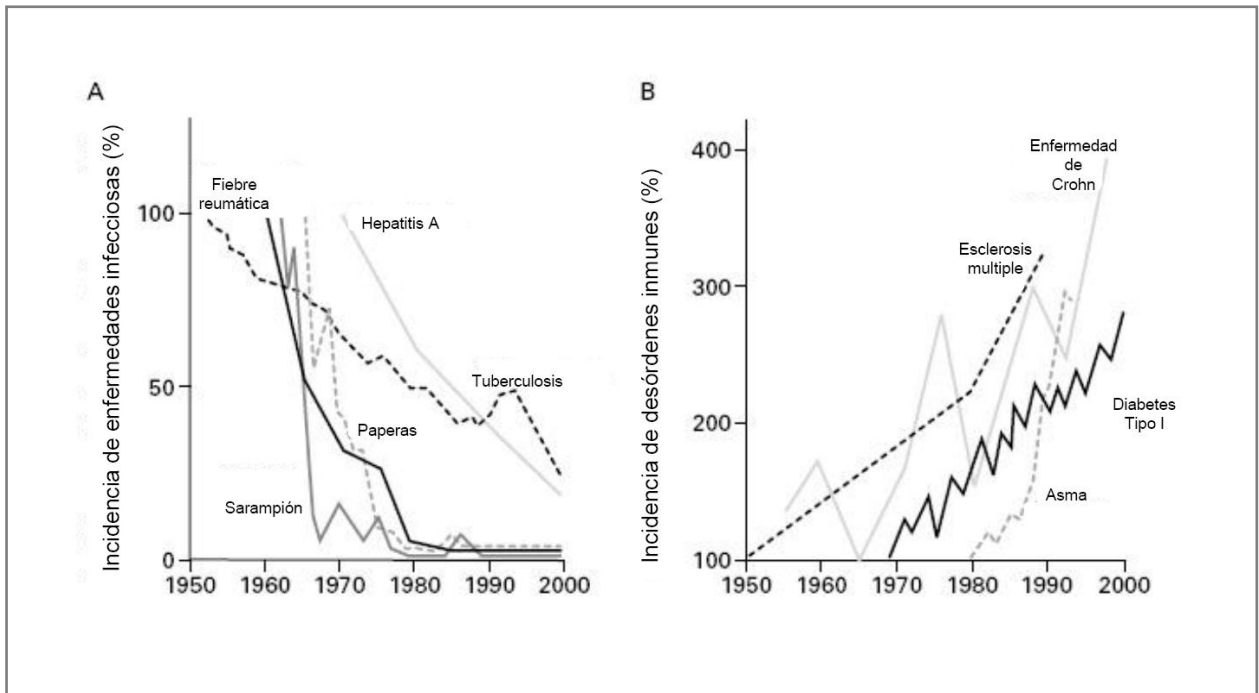 A
Incidencia de enfermedades infecciosas (%)
100
50
0
Fiebre
reumática
Hepatitis A
Tuberculosis
Paperas
Sarampión
1950 1960 1970 1980 1990 2000
B
Incidencia de desórdenes inmunes (%)
400
300
200
100
Enfermedad
de
Crohn
Esclerosis
multiple
Diabetes
Tipo I
Asma
1950 1960 1970 1980 1990 2000